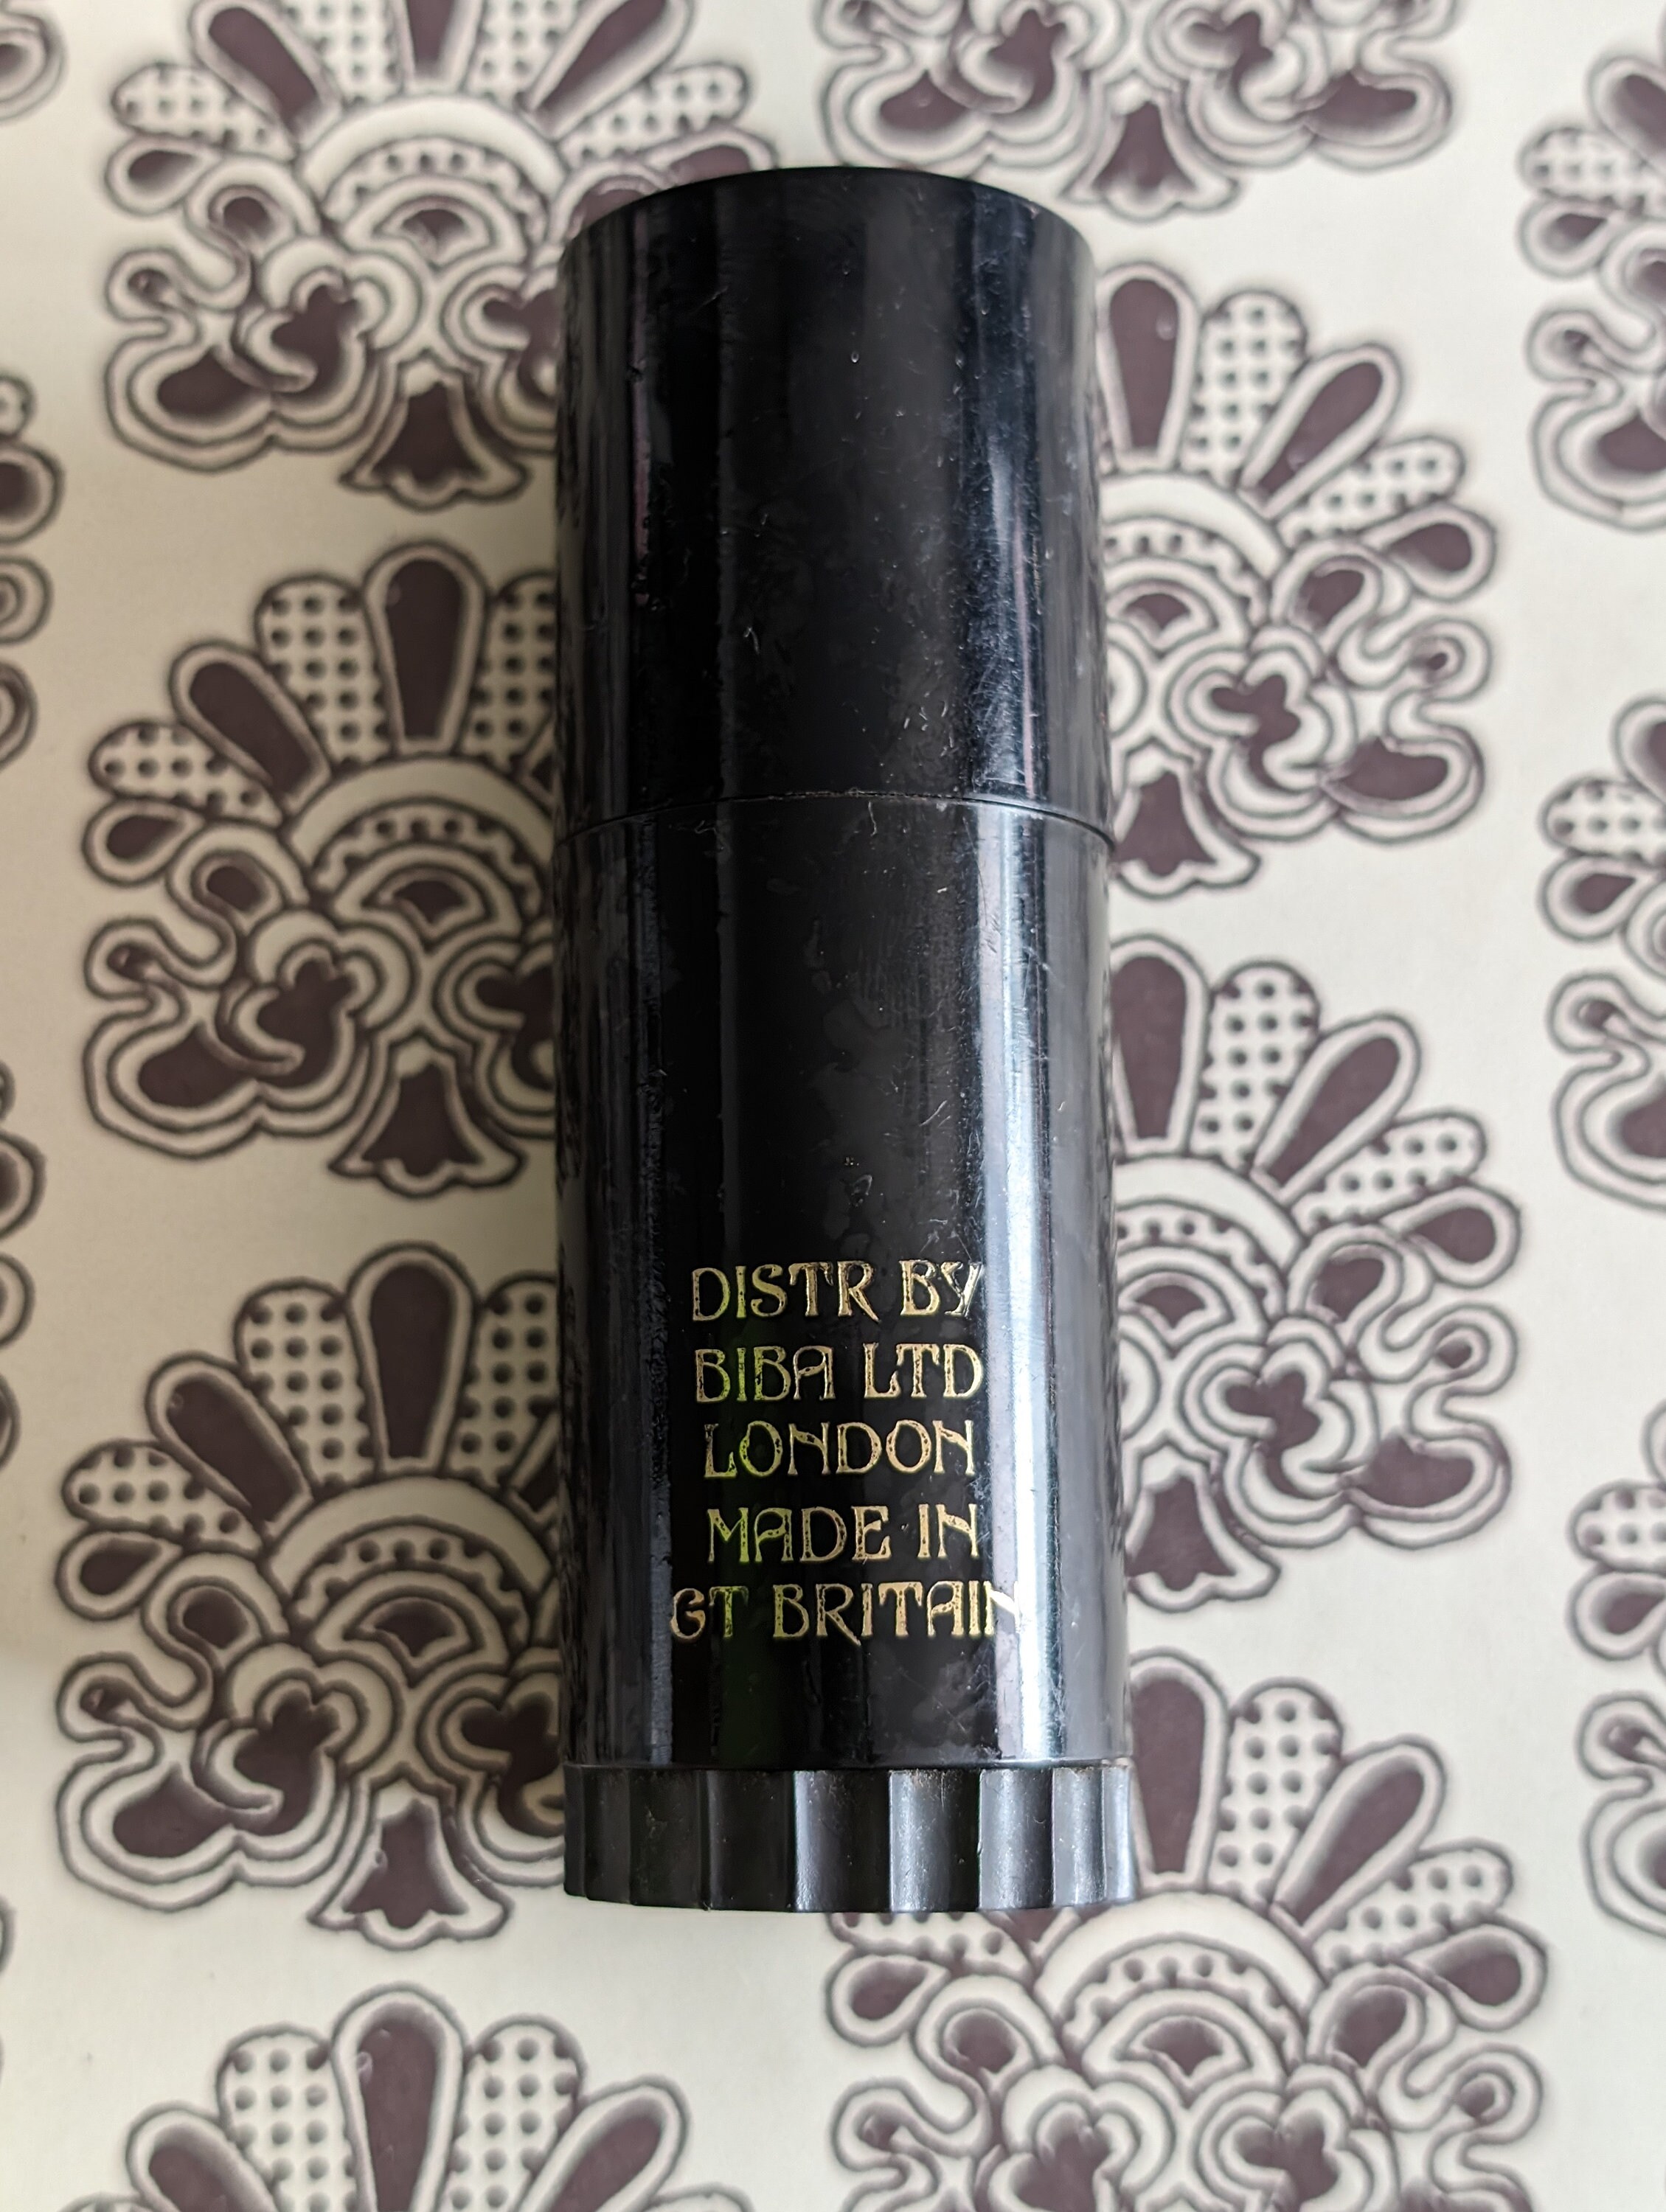 DISTR BY
BIBA LTD
LONDON
MADE IN
GT BRITAIN